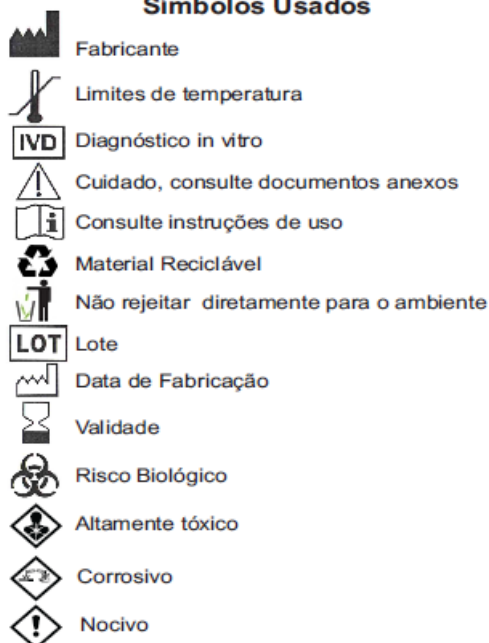 Símbolos Usados
Fabricante
Limites de temperatura
IVD Diagnóstico in vitro
Cuidado, consulte documentos anexos
i Consulte instruções de uso
Material Reciclável
Não rejeitar diretamente para o ambiente
LOT Lote
Data de Fabricação
Validade
Risco Biológico
Altamente tóxico
Corrosivo
Nocivo